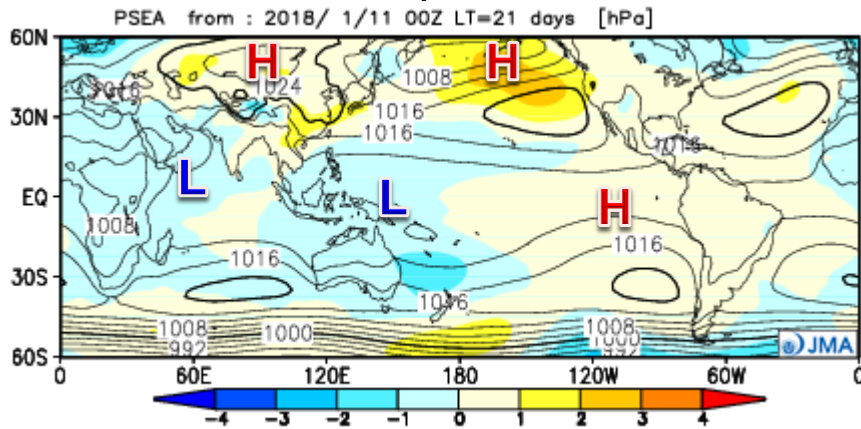 PSEA from : 2018/ 1/11 00Z LT=21 days [hPa]
60N
H H
1008
1016 1024
1016
30N
1016
1016
L
EQ L H
1008
1016 1016
30S
1016
1008 1000 1008
992 1000
992
60S JMA
0 60E 120E 180 120W 60W 0
-4 -3 -2 -1 0 1 2 3 4